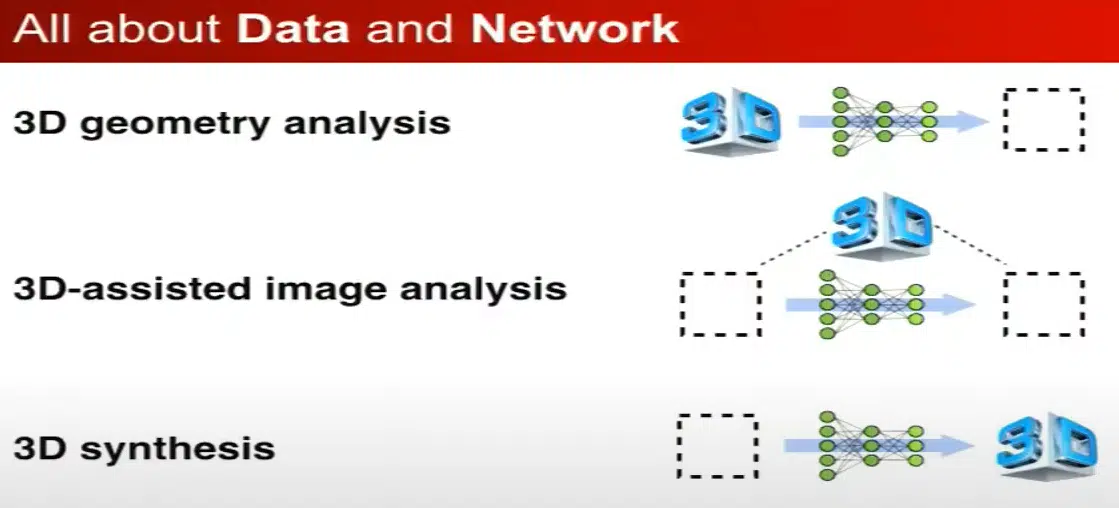 All about Data and Network
3D geometry analysis
3D
3D
3D-assisted image analysis
3D synthesis
3D